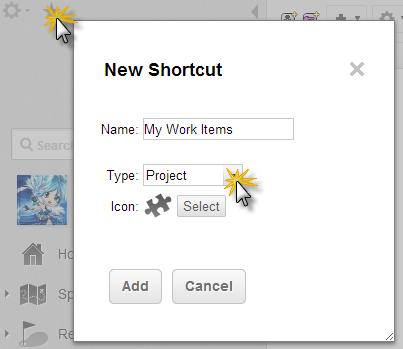 New Shortcut
Name: My Work Items
Search
Type: Project
Icon: Select
Ho
Sp
Add Cancel
Re